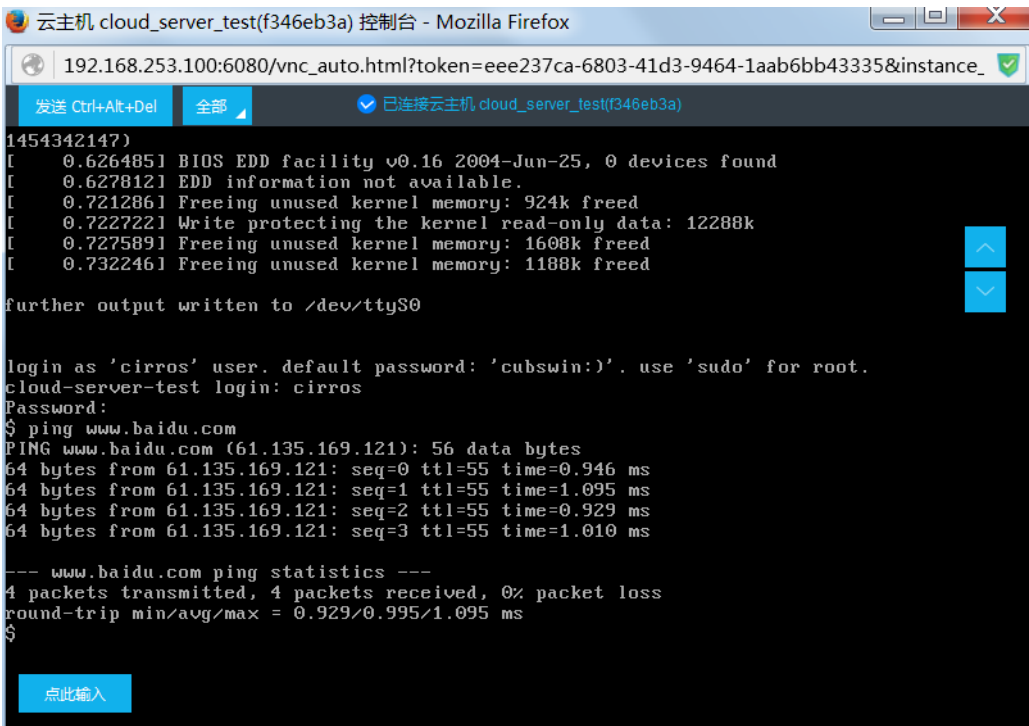 云主机 cloud_server_test(f346eb3a) 控制台 - Mozilla Firefox
192.168.253.100:6080/vnc_auto.html?token=eee237ca-6803-41d3-9464-1aab6bb43335&instance_
发送 Ctrl+Alt+Del 全部 已连接云主机 cloud_server_test(f346eb3a)
1454342147)
[    0.626485] BIOS EDD facility v0.16 2004-Jun-25, 0 devices found
[    0.627812] EDD information not available.
[    0.721286] Freeing unused kernel memory: 924k freed
[    0.722722] Write protecting the kernel read-only data: 12288k
[    0.727589] Freeing unused kernel memory: 1608k freed
[    0.732246] Freeing unused kernel memory: 1188k freed
further output written to /dev/ttyS0
login as 'cirros' user. default password: 'cubswin:)'. use 'sudo' for root.
cloud-server-test login: cirros
Password:
$ ping www.baidu.com
PING www.baidu.com (61.135.169.121): 56 data bytes
64 bytes from 61.135.169.121: seq=0 ttl=55 time=0.946 ms
64 bytes from 61.135.169.121: seq=1 ttl=55 time=1.095 ms
64 bytes from 61.135.169.121: seq=2 ttl=55 time=0.929 ms
64 bytes from 61.135.169.121: seq=3 ttl=55 time=1.010 ms
--- www.baidu.com ping statistics ---
4 packets transmitted, 4 packets received, 0% packet loss
round-trip min/avg/max = 0.929/0.995/1.095 ms
$
点此输入